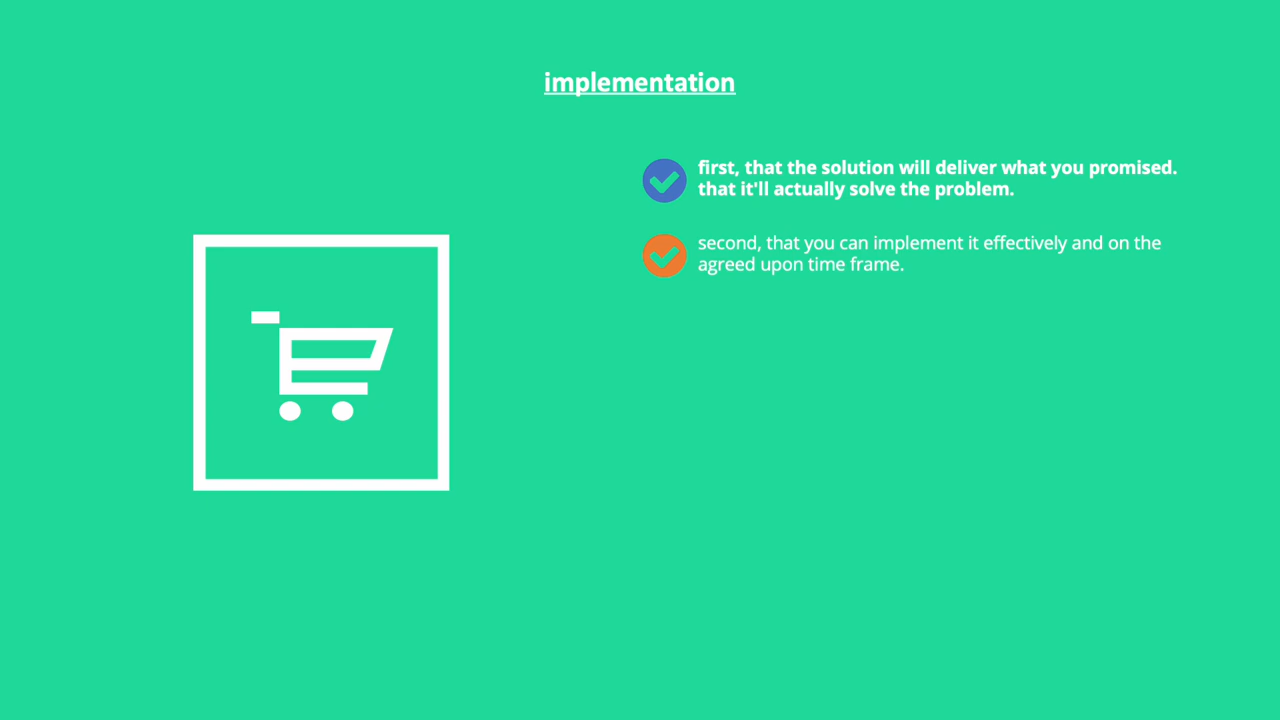 implementation
first, that the solution will deliver what you promised.
that it'll actually solve the problem.
second, that you can implement it effectively and on the
agreed upon time frame.